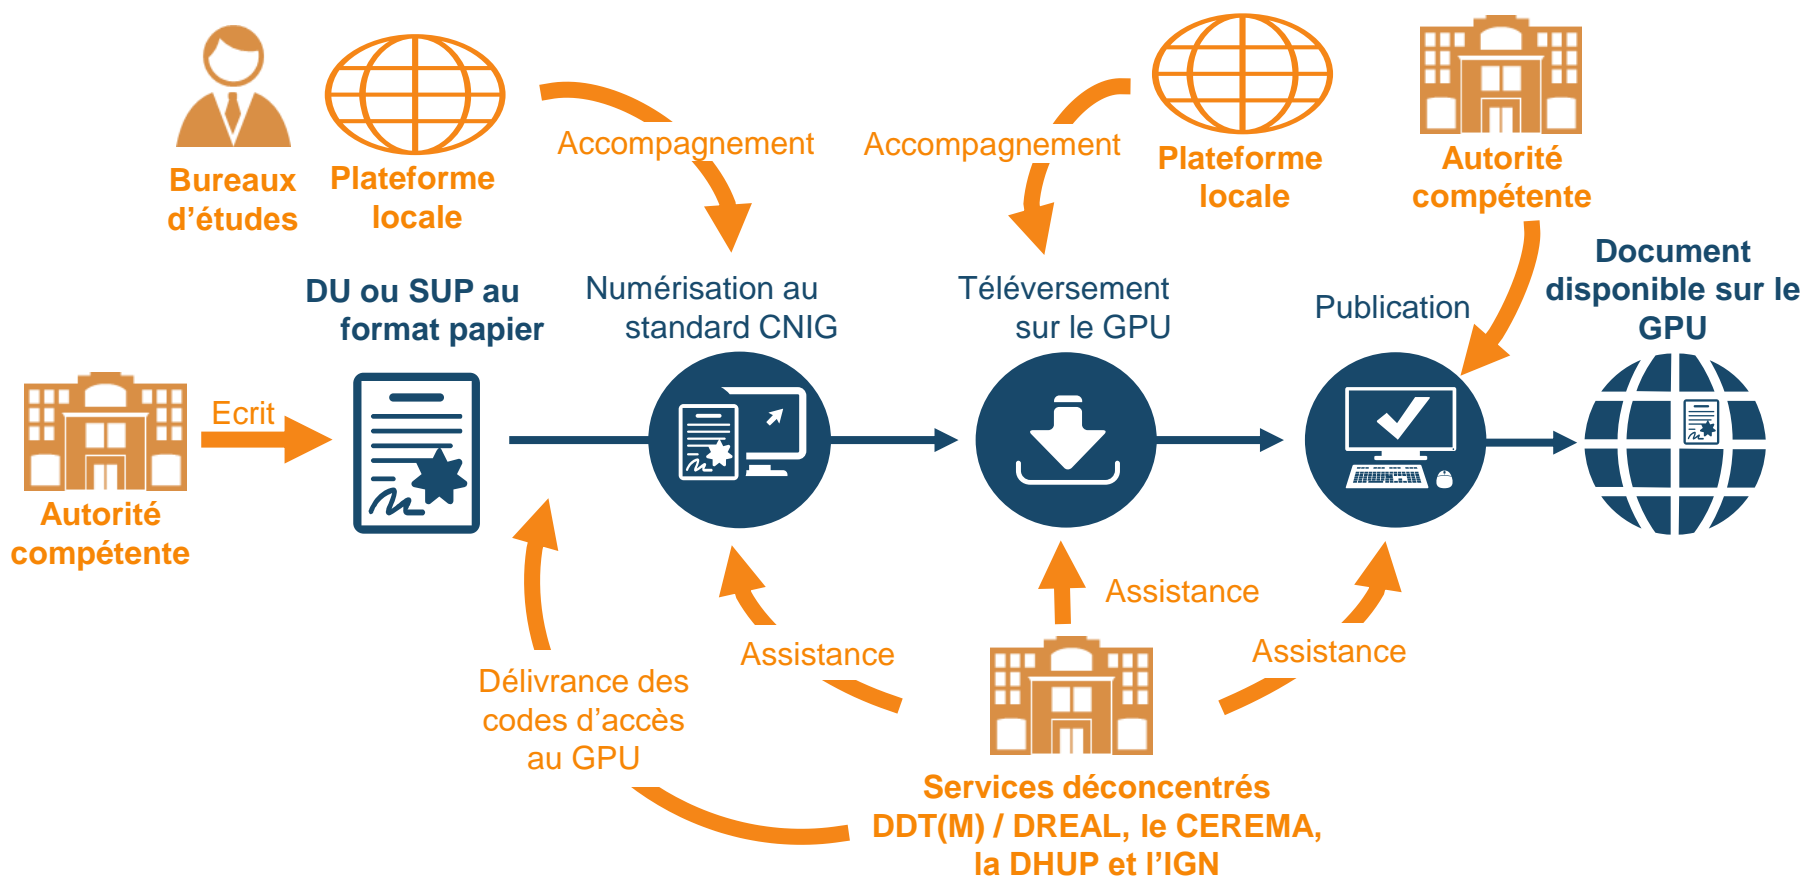 Accompagnement
Accompagnement
Bureaux
d’études
Plateforme
locale
Plateforme
locale
Autorité
compétente
DU ou SUP au
format papier
Numérisation au
standard CNIG
Téléversement
sur le GPU
Publication
Document
disponible sur le
GPU
Ecrit
Autorité
compétente
Assistance
Assistance
Assistance
Délivrance des
codes d’accès
au GPU
Services déconcentrés
DDT(M) / DREAL, le CEREMA,
la DHUP et l’IGN